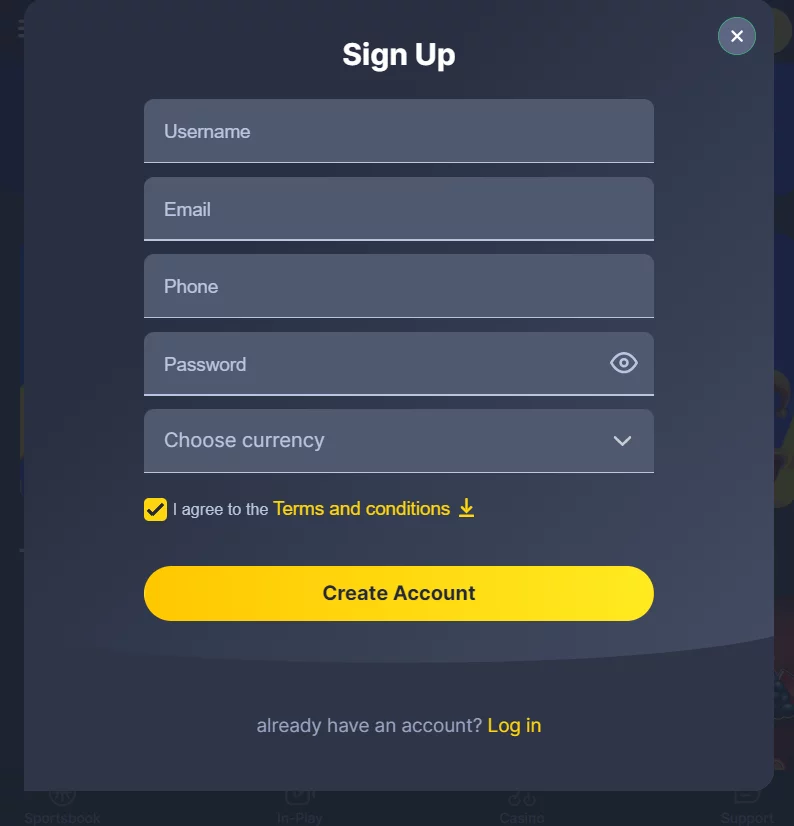 Sign Up
Username
Email
Phone
Password
Choose currency
I agree to the Terms and conditions
Create Account
already have an account? Log in
Sportsbook In-Play Casino Support